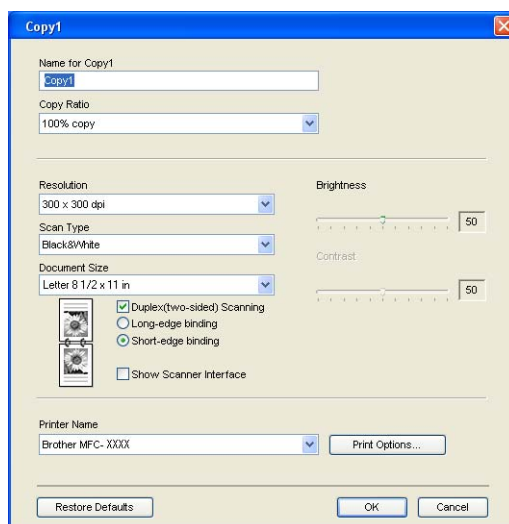 Copy1
Name for Copy1
Copy1
Copy Ratio
100% copy
Resolution
300 x 300 dpi
Scan Type
Black&White
Document Size
Letter 8 1/2 x 11 in
Duplex(two-sided) Scanning
Long-edge binding
Short-edge binding
Show Scanner Interface
Brightness
50
Contrast
50
Printer Name
Brother MFC- XXXX
Print Options...
Restore Defaults
OK
Cancel